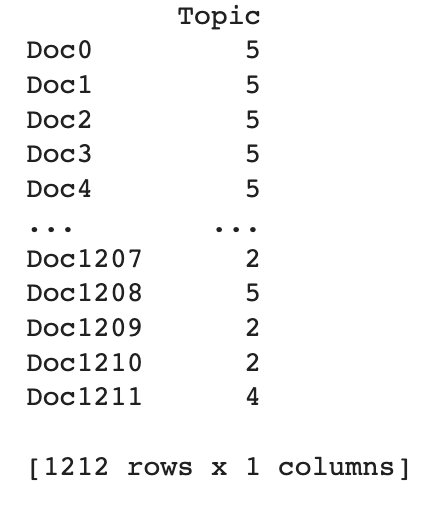 Topic
Doc0 5
Doc1 5
Doc2 5
Doc3 5
Doc4 5
... ...
Doc1207 2
Doc1208 5
Doc1209 2
Doc1210 2
Doc1211 4
[1212 rows x 1 columns]